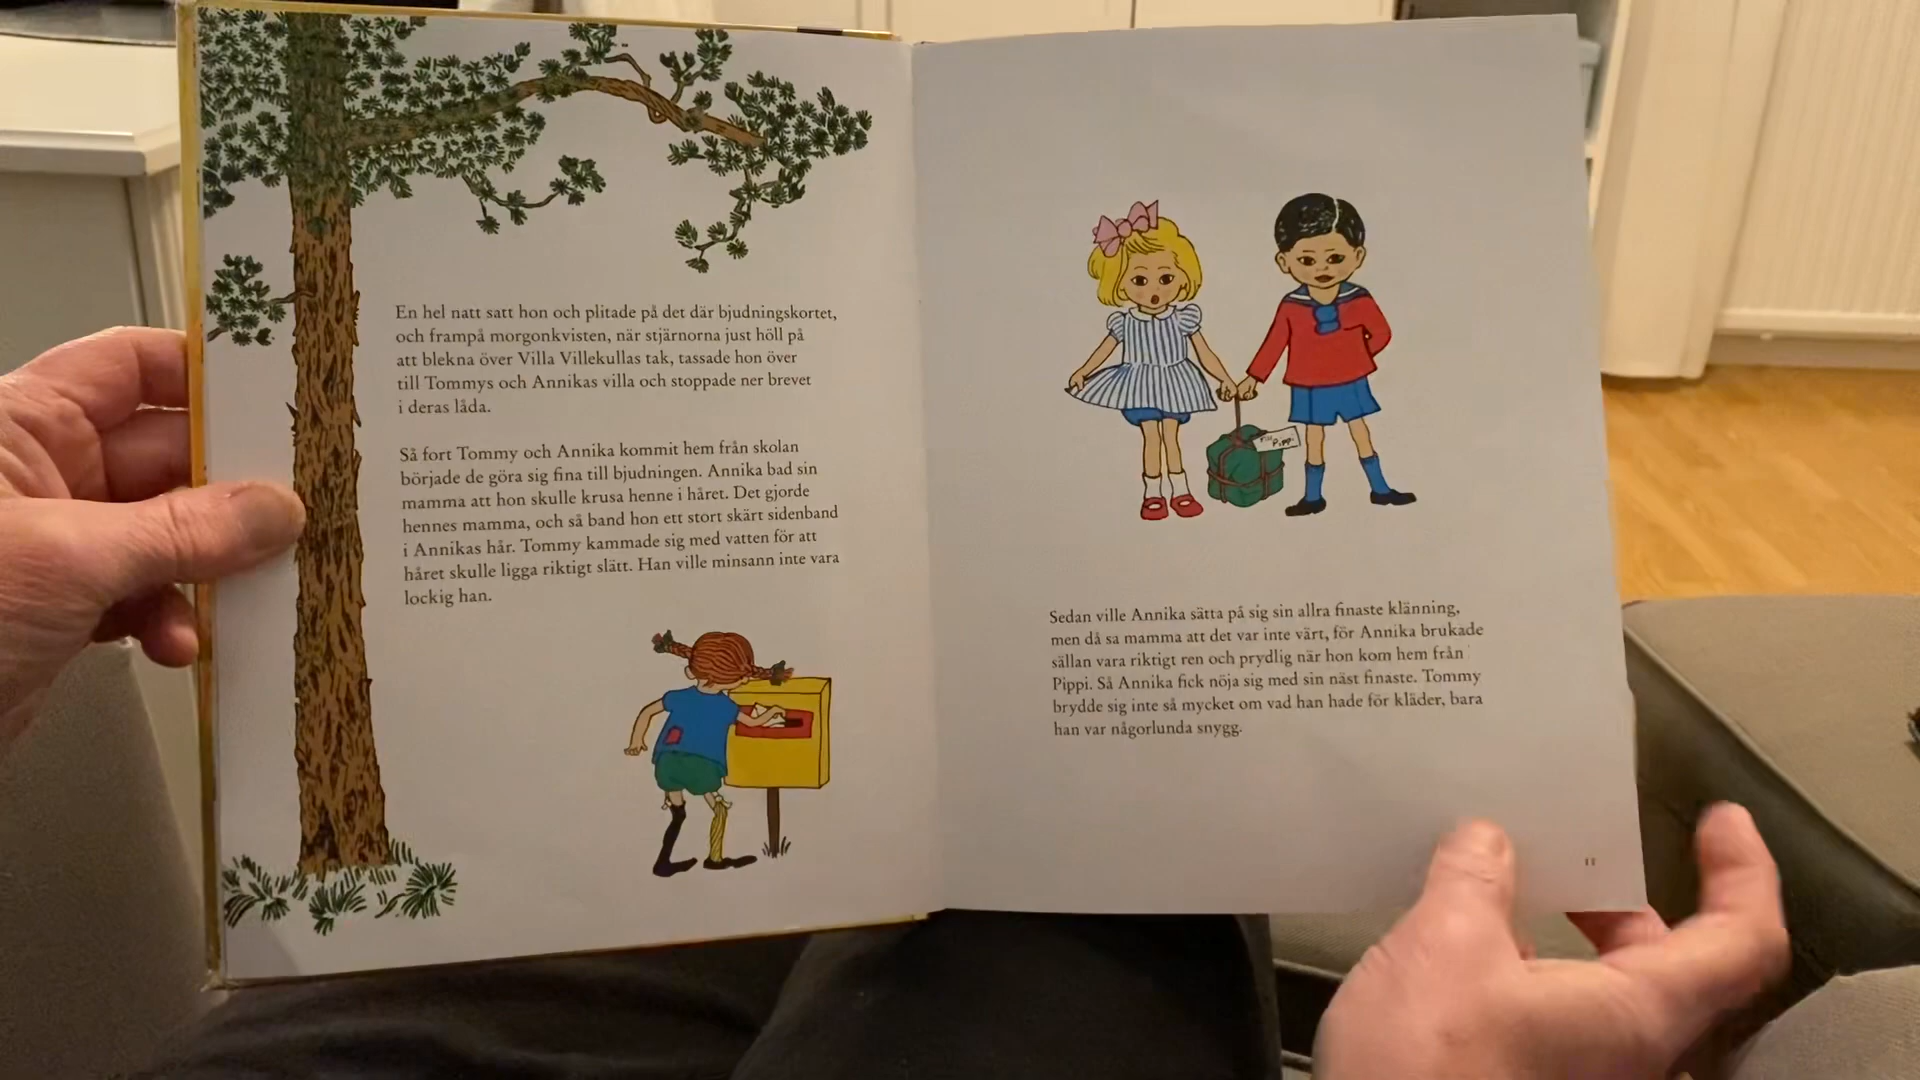 En hel natt satt hon och plitade på det där bjudningskortet,
och frampå morgonkvisten, när stjärnorna just höll på
att blekna över Villa Villekullas tak, tassade hon över
till Tommys och Annikas villa och stoppade ner brevet
i deras låda.
Så fort Tommy och Annika kommit hem från skolan
började de göra sig fina till bjudningen. Annika bad sin
mamma att hon skulle krusa henne i håret. Det gjorde
hennes mamma, och så band hon ett stort skärt sidenband
i Annikas hår. Tommy kammade sig med vatten för att
håret skulle ligga riktigt slätt. Han ville minsann inte vara
lockig han.
Till Pippi.
Sedan ville Annika sätta på sig sin allra finaste klänning,
men då sa mamma att det var inte värt, för Annika brukade
sällan vara riktigt ren och prydlig när hon kom hem från
Pippi. Så Annika fick nöja sig med sin näst finaste. Tommy
brydde sig inte så mycket om vad han hade för kläder, bara
han var någorlunda snygg.
11